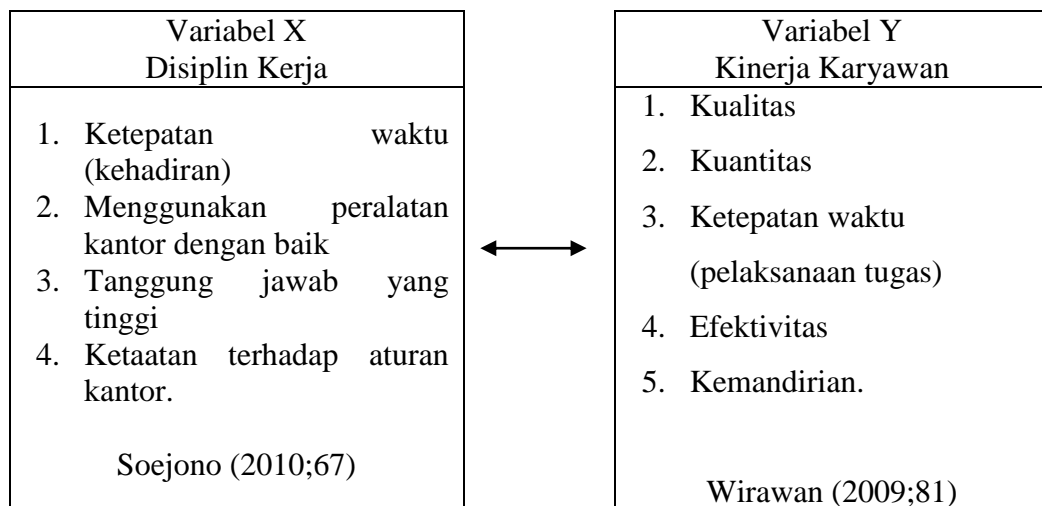 Variabel X
Disiplin Kerja
1. Ketepatan waktu
(kehadiran)
2. Menggunakan peralatan
kantor dengan baik
3. Tanggung jawab yang
tinggi
4. Ketaatan terhadap aturan
kantor.
Soejono (2010;67)
Variabel Y
Kinerja Karyawan
1. Kualitas
2. Kuantitas
3. Ketepatan waktu
(pelaksanaan tugas)
4. Efektivitas
5. Kemandirian.
Wirawan (2009;81)